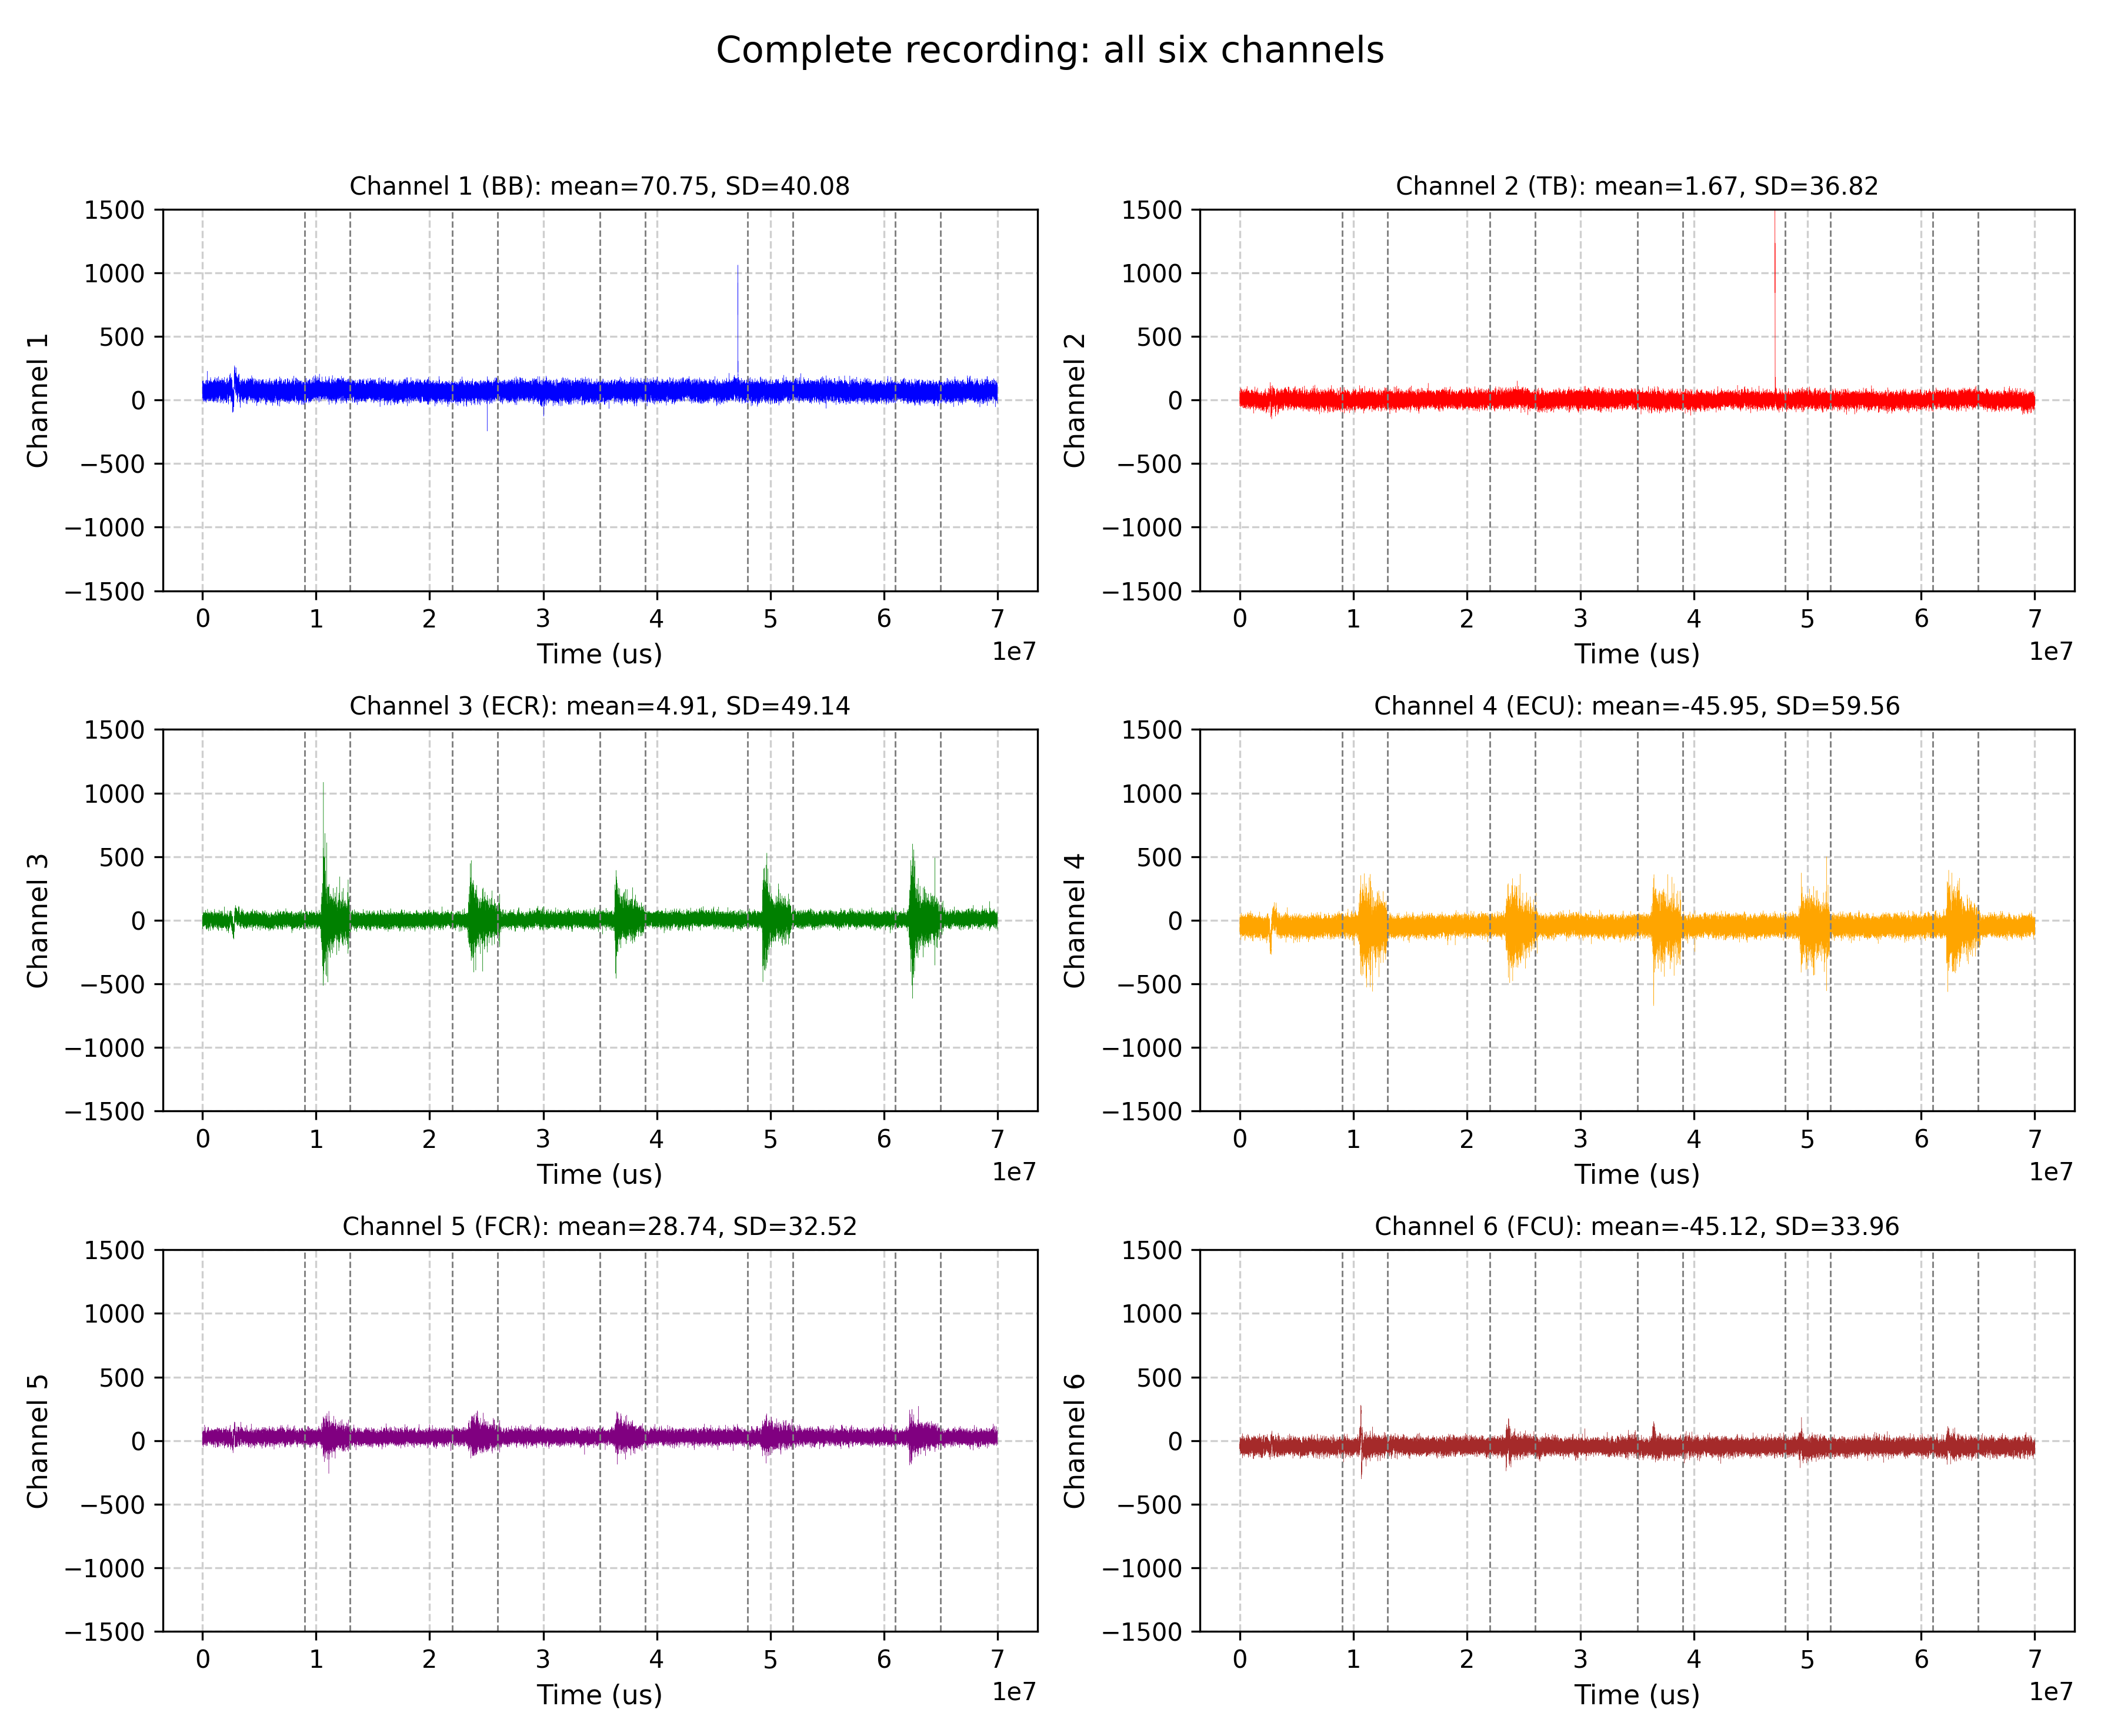 Complete recording: all six channels
Channel 1 (BB): mean=70.75, SD=40.08
1500
1000
500
0
−500
−1000
−1500
Channel 1
0 1 2 3 4 5 6 7
1e7
Time (us)
Channel 2 (TB): mean=1.67, SD=36.82
1500
1000
500
0
−500
−1000
−1500
Channel 2
0 1 2 3 4 5 6 7
1e7
Time (us)
Channel 3 (ECR): mean=4.91, SD=49.14
1500
1000
500
0
−500
−1000
−1500
Channel 3
0 1 2 3 4 5 6 7
1e7
Time (us)
Channel 4 (ECU): mean=-45.95, SD=59.56
1500
1000
500
0
−500
−1000
−1500
Channel 4
0 1 2 3 4 5 6 7
1e7
Time (us)
Channel 5 (FCR): mean=28.74, SD=32.52
1500
1000
500
0
−500
−1000
−1500
Channel 5
0 1 2 3 4 5 6 7
1e7
Time (us)
Channel 6 (FCU): mean=-45.12, SD=33.96
1500
1000
500
0
−500
−1000
−1500
Channel 6
0 1 2 3 4 5 6 7
1e7
Time (us)